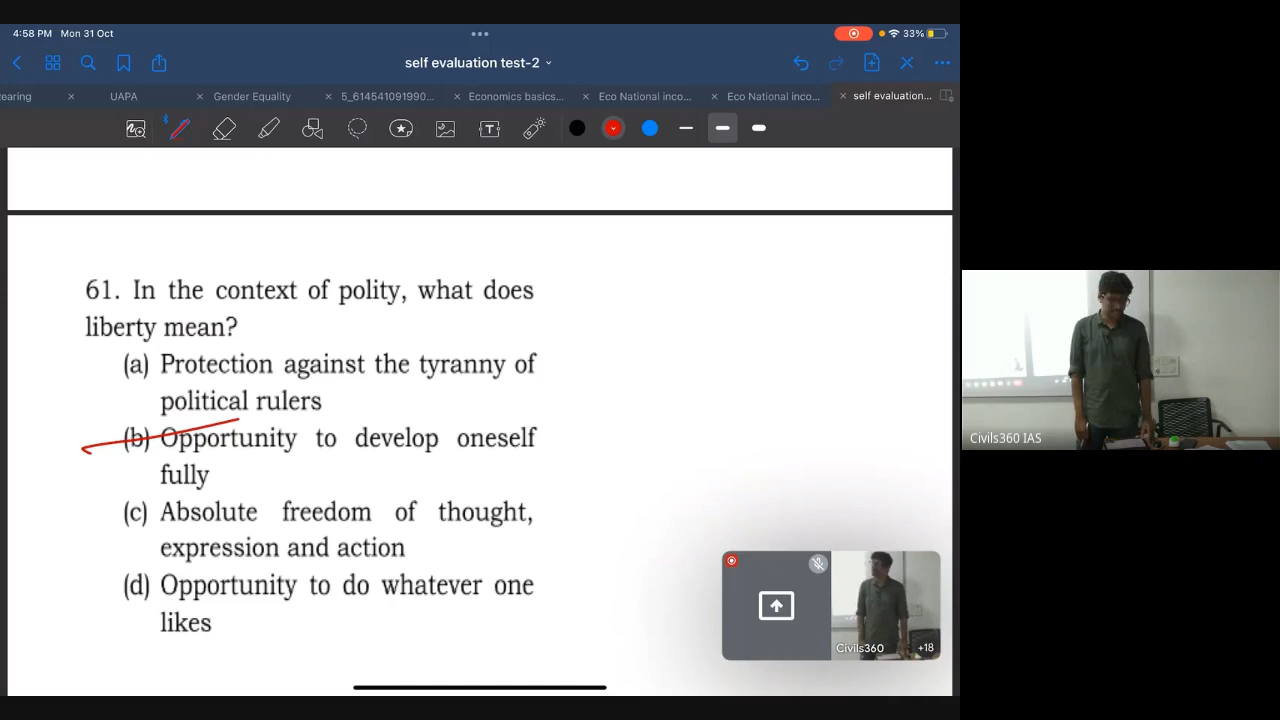 4:58 PM Mon 31 Oct
33%
self evaluation test-2
earing
UAPA
Gender Equality
5_614541091990...
Economics basics...
Eco National inco...
Eco National inco...
self evaluation...
61. In the context of polity, what does
liberty mean?
(a) Protection against the tyranny of
political rulers
(b) Opportunity to develop oneself
fully
(c) Absolute freedom of thought,
expression and action
(d) Opportunity to do whatever one
likes
Civils360 IAS
Civils360
+18